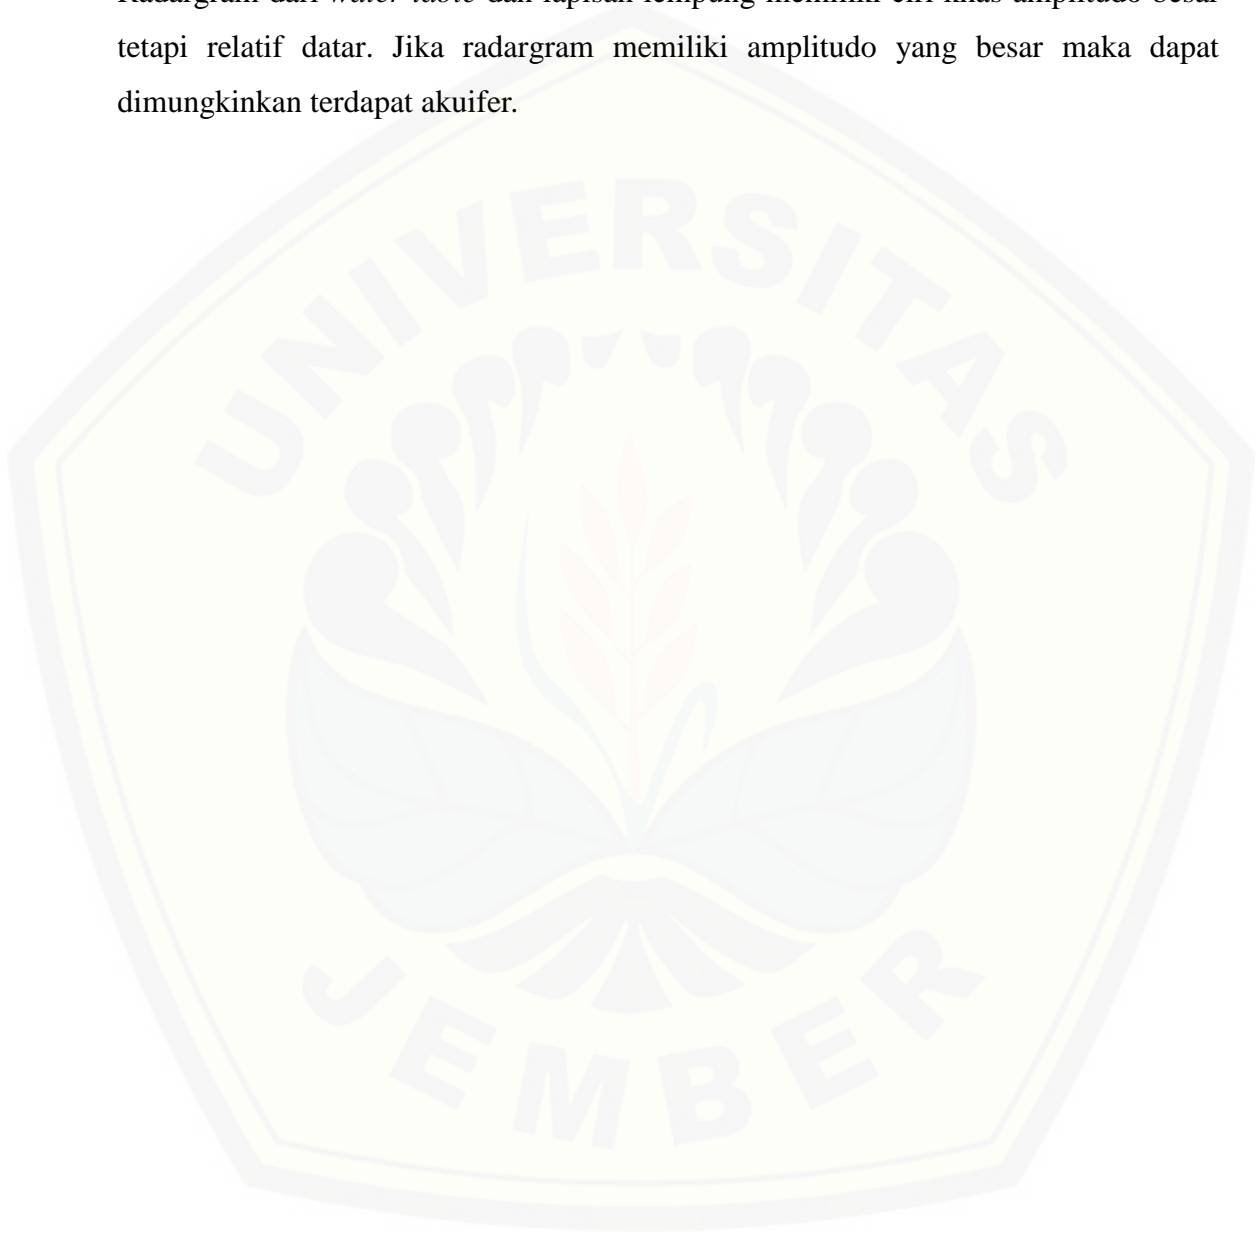 Radargram dari water table dan lapisan lempung memiliki ciri khas amplitudo besar
tetapi relatif datar. Jika radargram memiliki amplitudo yang besar maka dapat
dimungkinkan terdapat akuifer.
UNIVERSITAS
JEMBER